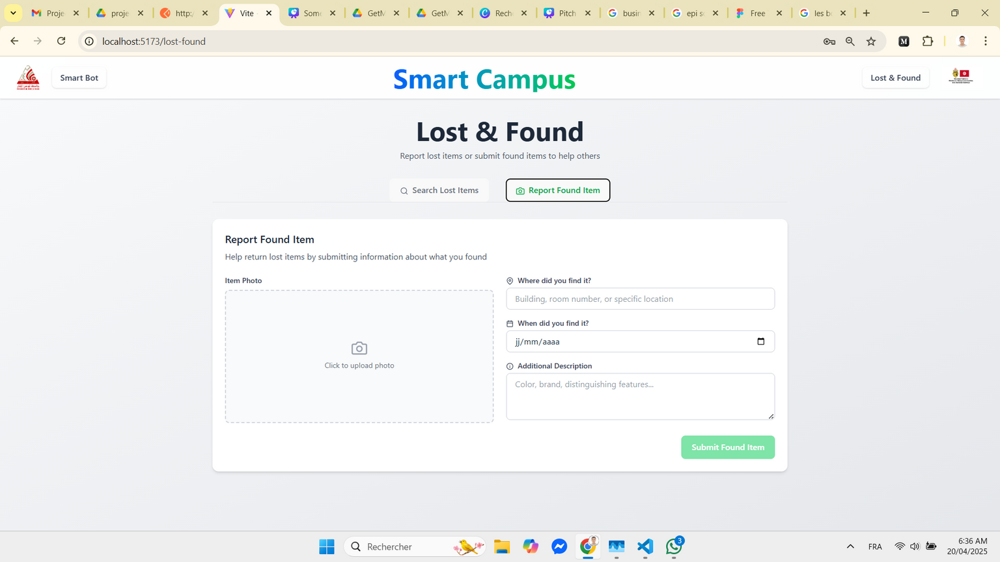 Proje
proje
http:/
Vite
Some
GetM
GetM
Rech
Pitch
busin
epi s
Free
les b
localhost:5173/lost-found
M
Smart Bot
Smart Campus
Lost & Found
Lost & Found
Report lost items or submit found items to help others
Search Lost Items
Report Found Item
Report Found Item
Help return lost items by submitting information about what you found
Item Photo
Click to upload photo
Where did you find it?
Building, room number, or specific location
When did you find it?
jj/mm/aaaa
Additional Description
Color, brand, distinguishing features...
Submit Found Item
Rechercher
3
FRA
6:36 AM
20/04/2025